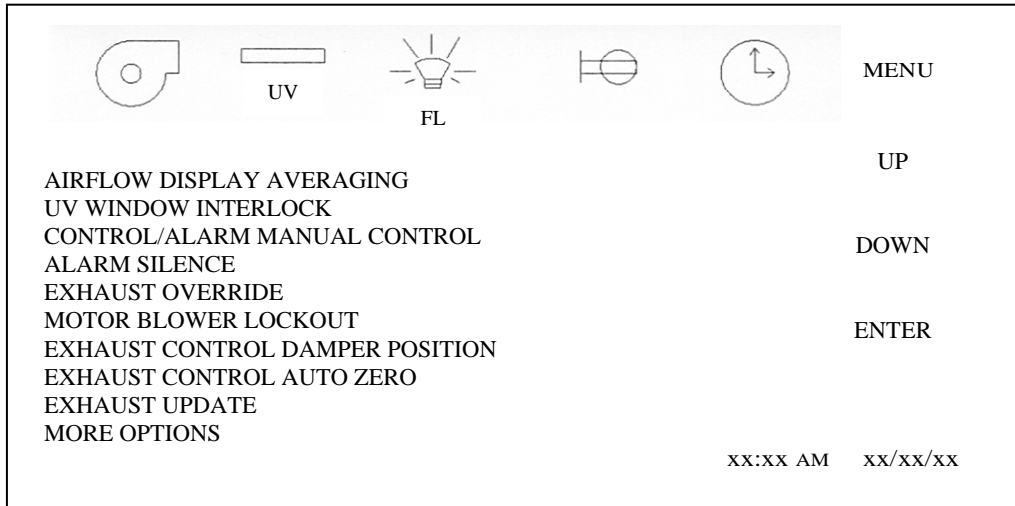 UV
FL
MENU
UP
DOWN
ENTER
AIRFLOW DISPLAY AVERAGING
UV WINDOW INTERLOCK
CONTROL/ALARM MANUAL CONTROL
ALARM SILENCE
EXHAUST OVERRIDE
MOTOR BLOWER LOCKOUT
EXHAUST CONTROL DAMPER POSITION
EXHAUST CONTROL AUTO ZERO
EXHAUST UPDATE
MORE OPTIONS
xx:xx AM xx/xx/xx